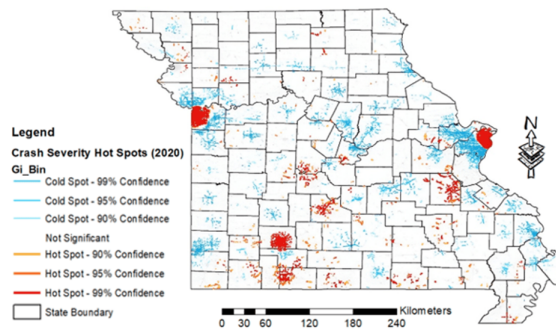 N
Legend
Crash Severity Hot Spots (2020)
Gi_Bin
Cold Spot - 99% Confidence
Cold Spot - 95% Confidence
Cold Spot - 90% Confidence
Not Significant
Hot Spot - 90% Confidence
Hot Spot - 95% Confidence
Hot Spot - 99% Confidence
State Boundary
Kilometers
0 15 30 60 120 180 240